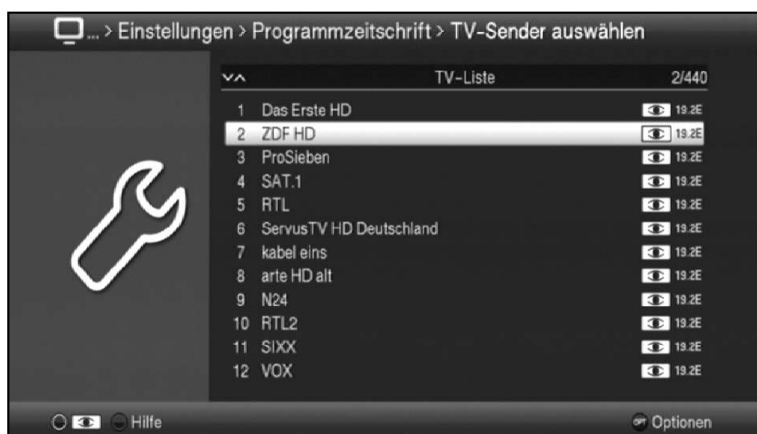 ... > Einstellungen > Programmzeitschrift > TV-Sender auswählen
TV-Liste 2/440
1 Das Erste HD 19.2E
2 ZDF HD 19.2E
3 ProSieben 19.2E
4 SAT.1 19.2E
5 RTL 19.2E
6 ServusTV HD Deutschland 19.2E
7 kabel eins 19.2E
8 arte HD alt 19.2E
9 N24 19.2E
10 RTL2 19.2E
11 SIXX 19.2E
12 VOX 19.2E
Hilfe OPT Optionen